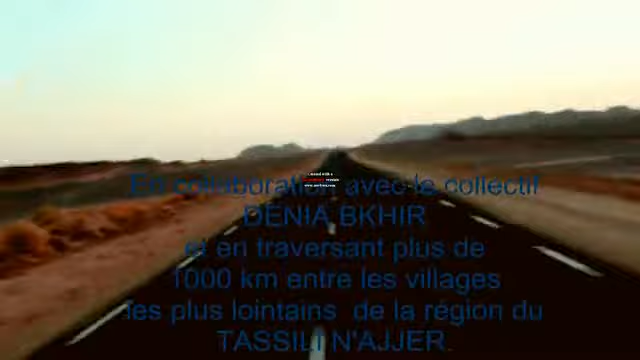 En collaboration avec le collectif
DENIA BKHIR
et en traversant plus de
1000 km entre les villages
les plus lointains de la région du
TASSILI N'AJJER.